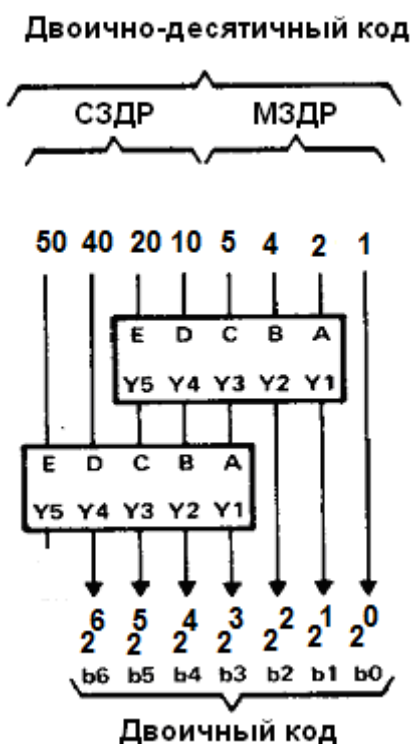 Двоично-десятичный код
СЗДР МЗДР
50 40 20 10 5 4 2 1
E D C B A
Y5 Y4 Y3 Y2 Y1
E D C B A
Y5 Y4 Y3 Y2 Y1
2^6 2^5 2^4 2^3 2^2 2^1 2^0
b6 b5 b4 b3 b2 b1 b0
Двоичный код